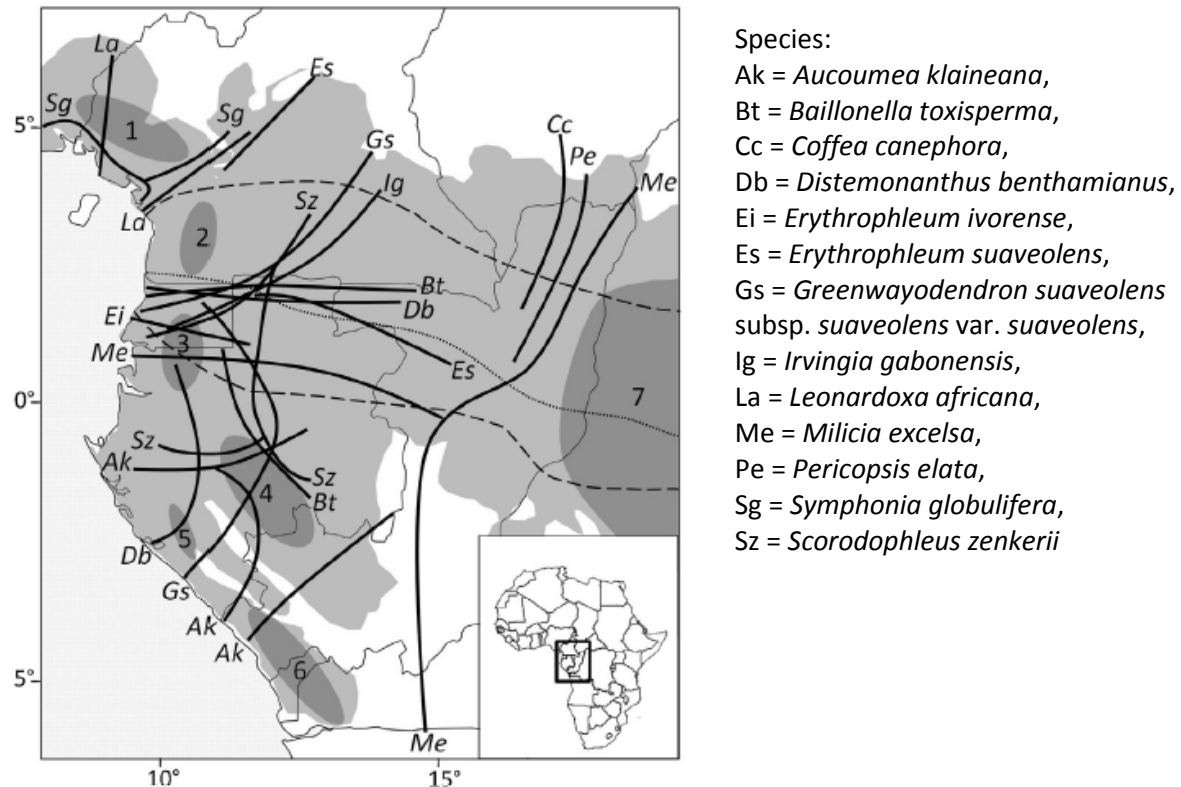 La
Es
Sg
Sg
1
5°
Gs
Cc
Pe
Ig
Me
Sz
La
2
Bt
Db
Ei
3
Me
Es
7
0°
Sz
Ak
4
Sz
Bt
5
Db
Gs
Ak
Ak
6
5°
Me
10°
15°
Species:
Ak = Aucoumea klaineana,
Bt = Baillonella toxisperma,
Cc = Coffea canephora,
Db = Distemonanthus benthamianus,
Ei = Erythrophleum ivorense,
Es = Erythrophleum suaveolens,
Gs = Greenwayodendron suaveolens
subsp. suaveolens var. suaveolens,
Ig = Irvingia gabonensis,
La = Leonardoxa africana,
Me = Milicia excelsa,
Pe = Pericopsis elata,
Sg = Symphonia globulifera,
Sz = Scorodophleus zenkerii